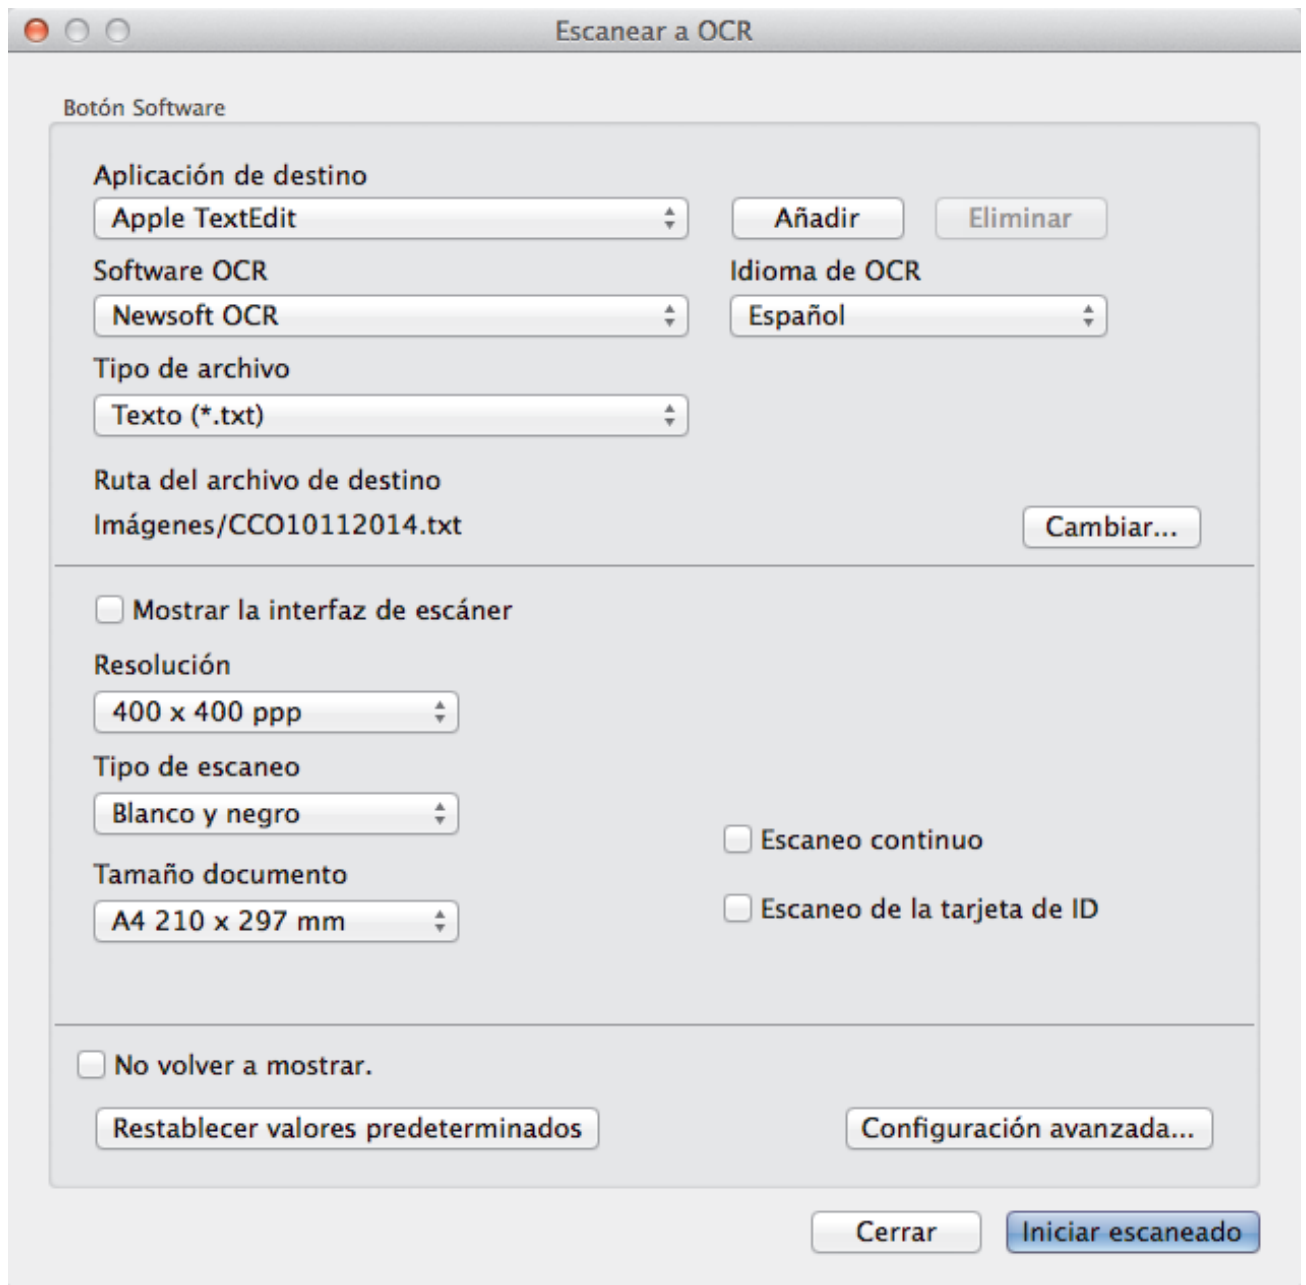 Escanear a OCR
Botón Software
Aplicación de destino
Apple TextEdit
Añadir
Eliminar
Software OCR
Idioma de OCR
Newsoft OCR
Español
Tipo de archivo
Texto (*.txt)
Ruta del archivo de destino
Imágenes/CCO10112014.txt
Cambiar...
Mostrar la interfaz de escáner
Resolución
400 x 400 ppp
Tipo de escaneo
Blanco y negro
Escaneo continuo
Tamaño documento
A4 210 x 297 mm
Escaneo de la tarjeta de ID
No volver a mostrar.
Restablecer valores predeterminados
Configuración avanzada...
Cerrar
Iniciar escaneado